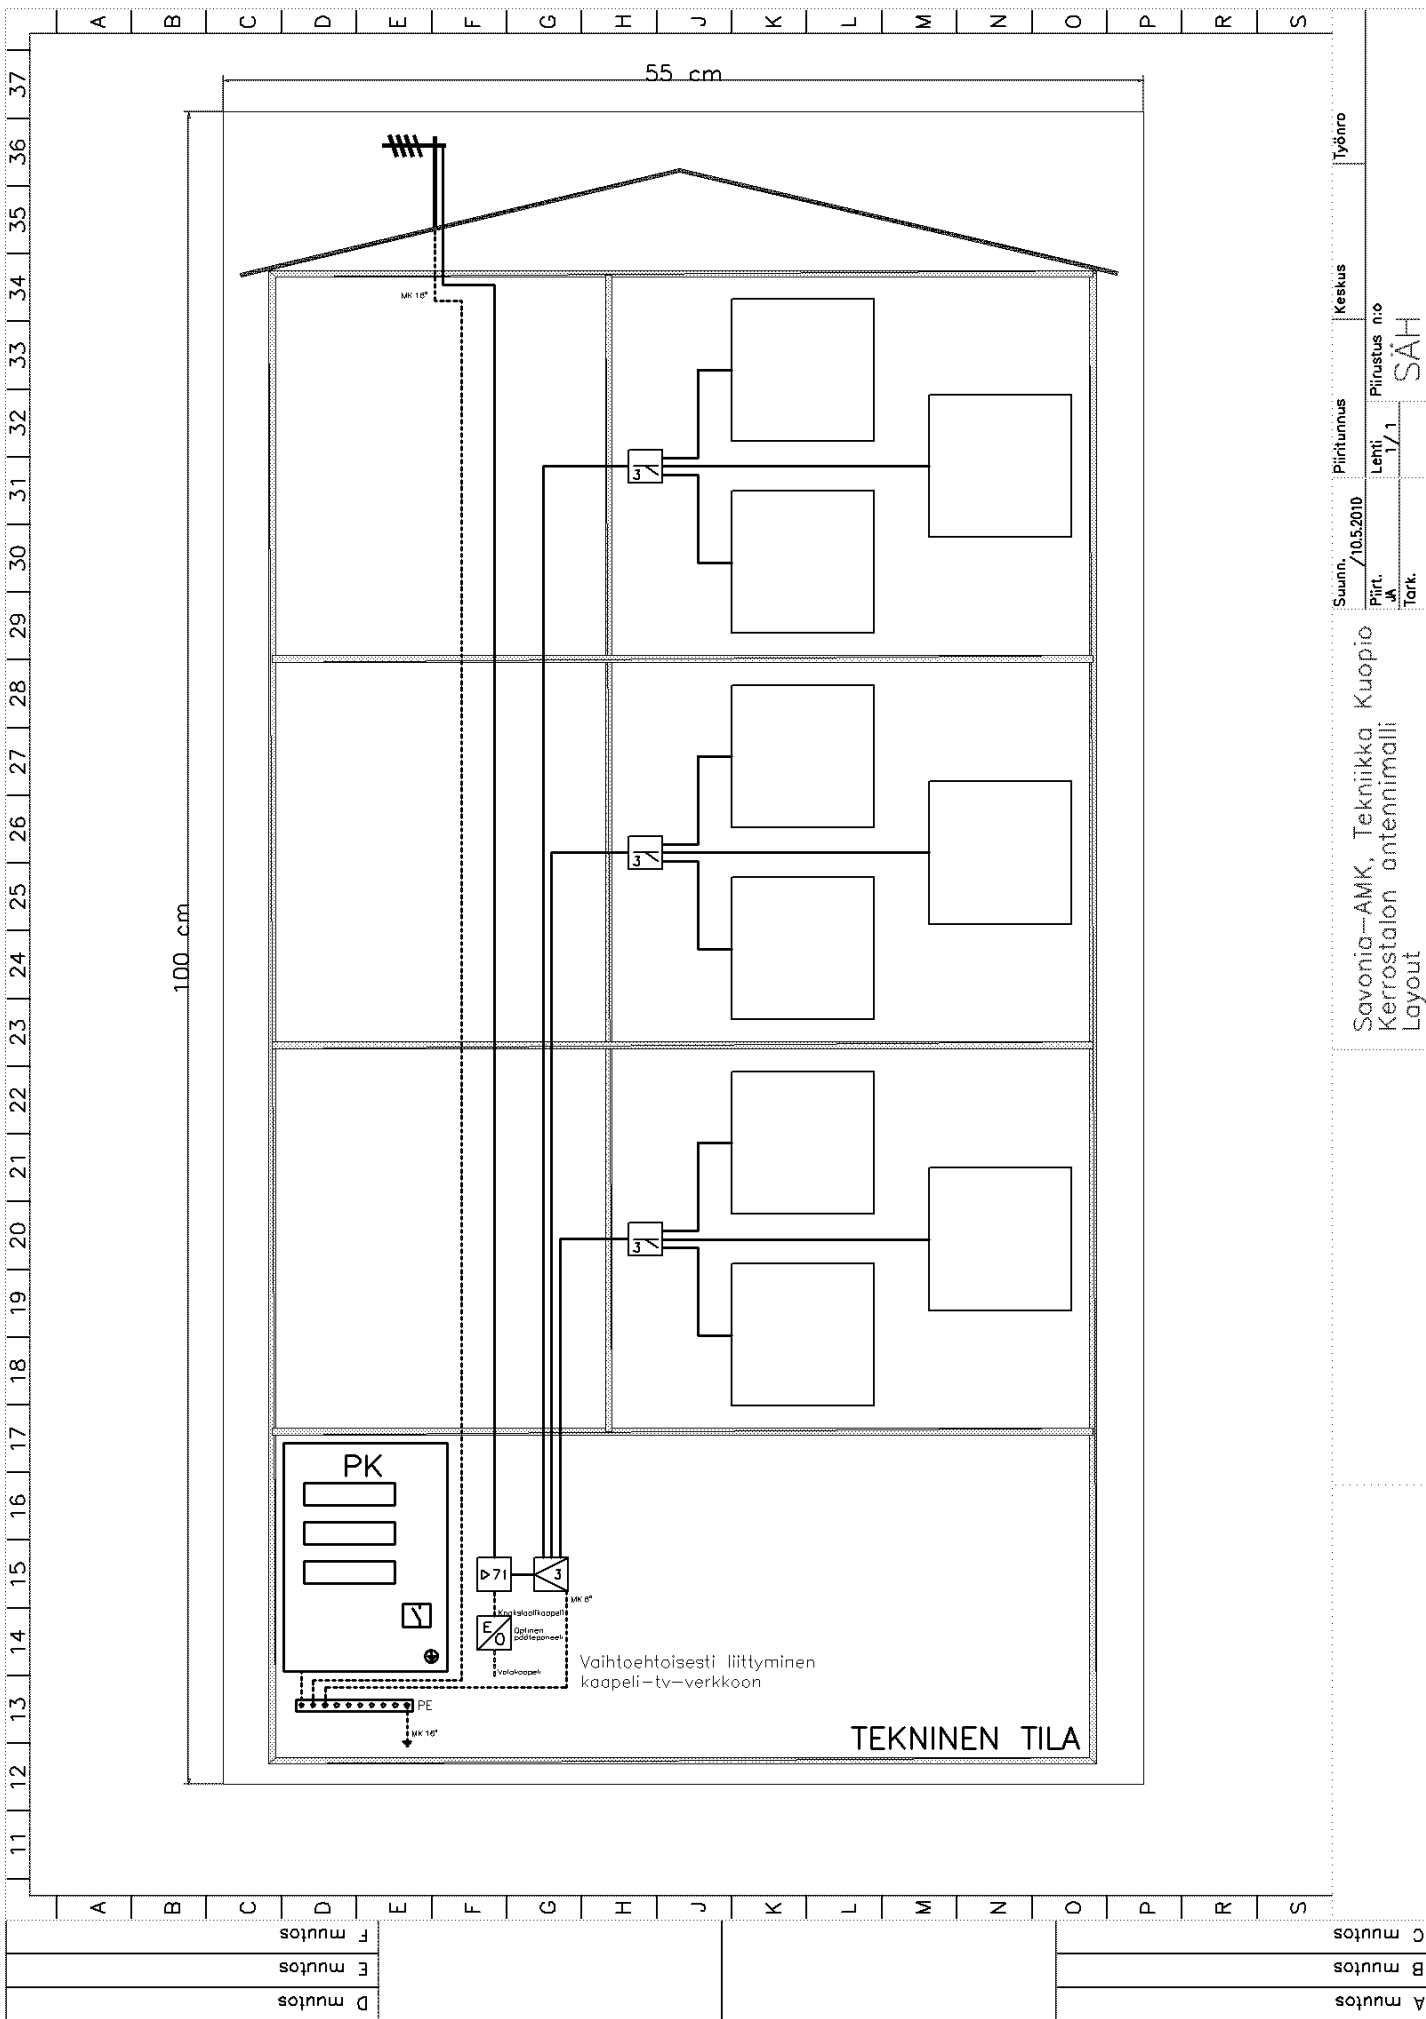 A B C D E F G H J K L M N O P R S
55 cm
37
36
35
34
33
32
31
30
29
28
27
26
25
24
23
22
21
20
19
18
17
16
15
14
13
12
11
100 cm
MK 16"
3
3
3
PK
71
3
MK 6"
Koaksiaalikaapeli
E
O
Optinen
päätepaneeli
Valokaapeli
Vaihtoehtoisesti liittyminen
kaapeli-tv-verkkoon
PE
MK 16"
TEKNINEN TILA
A B C D E F G H J K L M N O P R S
Työnro
Keskus
Piiritunnus
Suunn.
/10.5.2010
Piirustus n:o
SÄH
Lehti
1/1
Piirt.
JA
Tark.
Savonia-AMK, Tekniikka Kuopio
Kerrostalon antennimalli
Layout
F muutos
E muutos
D muutos
C muutos
B muutos
A muutos